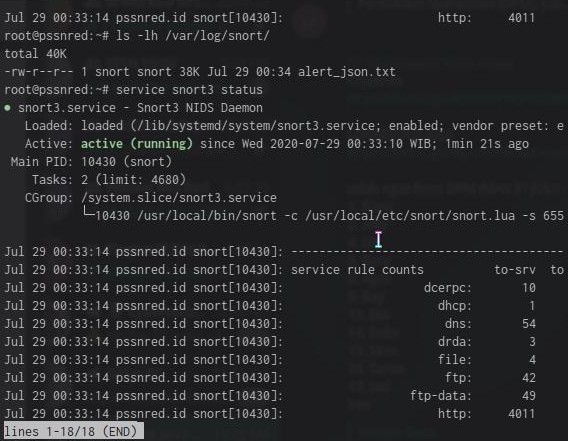 Jul 29 00:33:14 pssnred.id snort[10430]: http: 4011
root@pssnred:~# ls -lh /var/log/snort/
total 40K
-rw-r--r-- 1 snort snort 38K Jul 29 00:34 alert_json.txt
root@pssnred:~# service snort3 status
● snort3.service - Snort3 NIDS Daemon
Loaded: loaded (/lib/systemd/system/snort3.service; enabled; vendor preset: e
Active: active (running) since Wed 2020-07-29 00:33:10 WIB; 1min 21s ago
Main PID: 10430 (snort)
Tasks: 2 (limit: 4680)
CGroup: /system.slice/snort3.service
└─10430 /usr/local/bin/snort -c /usr/local/etc/snort/snort.lua -s 655
Jul 29 00:33:14 pssnred.id snort[10430]: --------------------------------------------------
Jul 29 00:33:14 pssnred.id snort[10430]: service rule counts to-srv to
Jul 29 00:33:14 pssnred.id snort[10430]: dcerpc: 10
Jul 29 00:33:14 pssnred.id snort[10430]: dhcp: 1
Jul 29 00:33:14 pssnred.id snort[10430]: dns: 54
Jul 29 00:33:14 pssnred.id snort[10430]: drda: 3
Jul 29 00:33:14 pssnred.id snort[10430]: file: 4
Jul 29 00:33:14 pssnred.id snort[10430]: ftp: 42
Jul 29 00:33:14 pssnred.id snort[10430]: ftp-data: 49
Jul 29 00:33:14 pssnred.id snort[10430]: http: 4011
lines 1-18/18 (END)